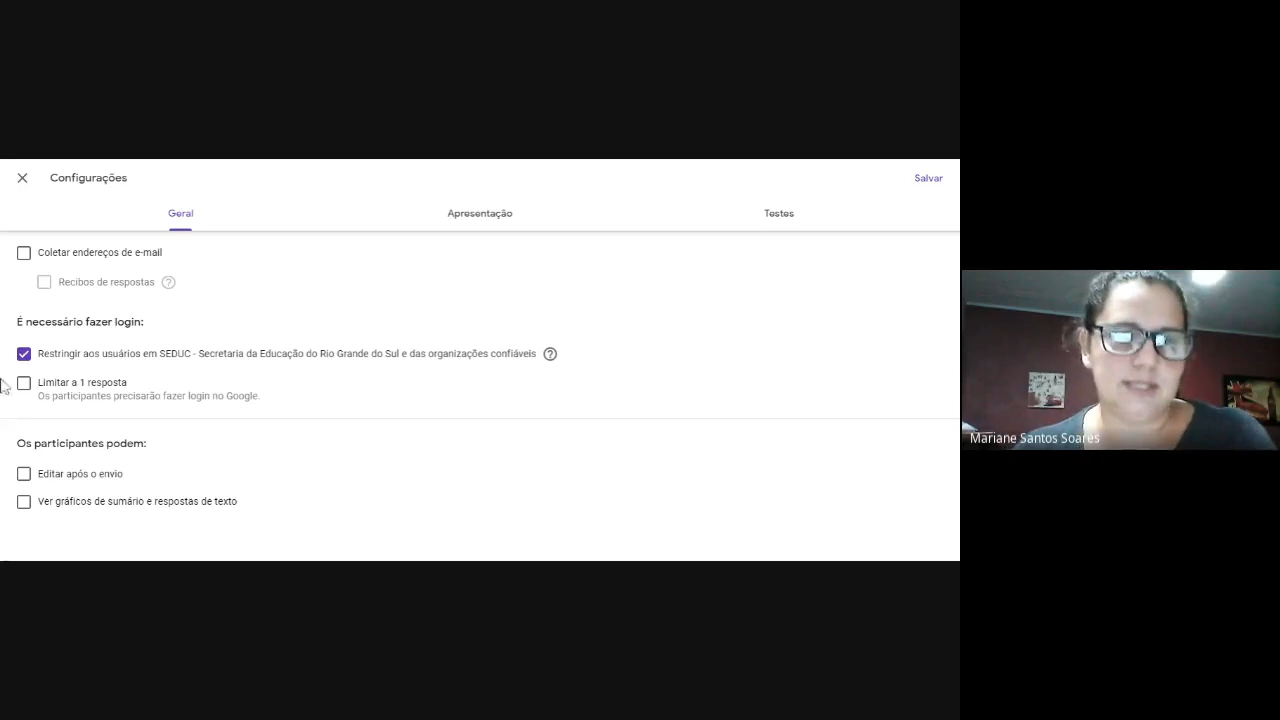 Configurações
Salvar
Geral
Apresentação
Testes
Coletar endereços de e-mail
Recibos de respostas
É necessário fazer login:
Restringir aos usuários em SEDUC - Secretaria da Educação do Rio Grande do Sul e das organizações confiáveis
Limitar a 1 resposta
Os participantes precisarão fazer login no Google.
Os participantes podem:
Editar após o envio
Ver gráficos de sumário e respostas de texto
Mariane Santos Soares